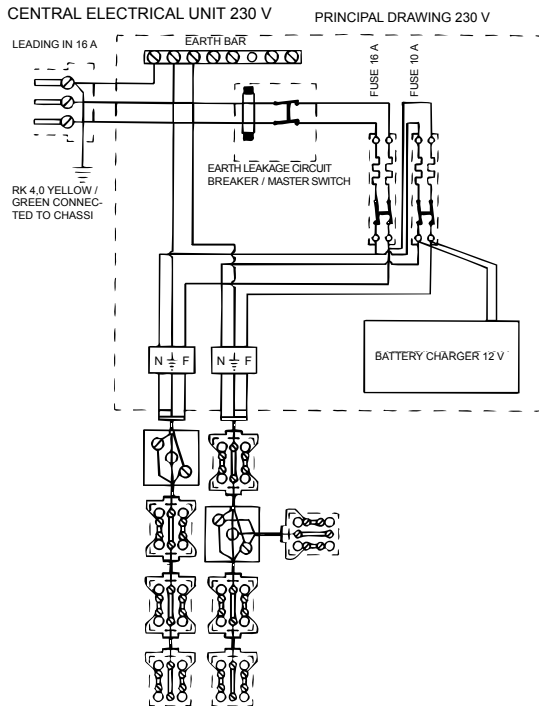 CENTRAL ELECTRICAL UNIT 230 V
PRINCIPAL DRAWING 230 V
LEADING IN 16 A
EARTH BAR
FUSE 16 A
FUSE 10 A
EARTH LEAKAGE CIRCUIT
BREAKER / MASTER SWITCH
RK 4,0 YELLOW /
GREEN CONNEC-
TED TO CHASSI
BATTERY CHARGER 12 V
N F
N F